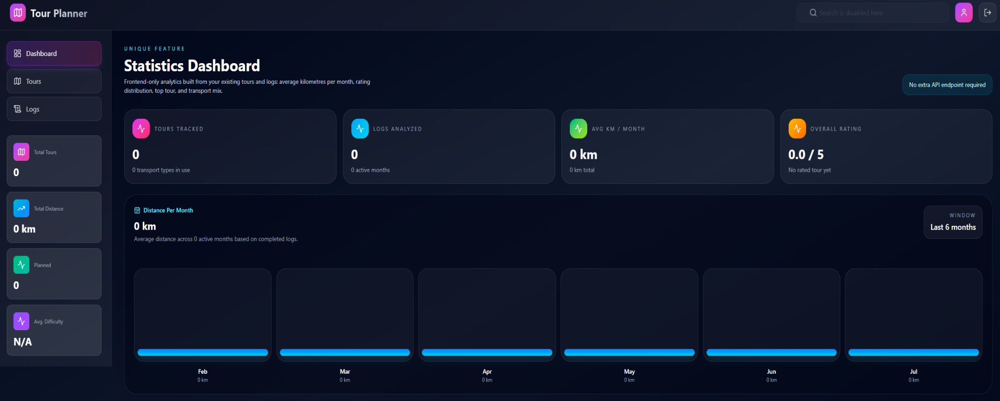 Tour Planner
Search is disabled here
Dashboard
Tours
Logs
Total Tours
0
Total Distance
0 km
Planned
0
Avg. Difficulty
N/A
UNIQUE FEATURE
Statistics Dashboard
Frontend-only analytics built from your existing tours and logs: average kilometres per month, rating
distribution, top tour, and transport mix.
No extra API endpoint required
TOURS TRACKED
0
0 transport types in use
LOGS ANALYZED
0
0 active months
AVG KM / MONTH
0 km
0 km total
OVERALL RATING
0.0 / 5
No rated tour yet
Distance Per Month
0 km
Average distance across 0 active months based on completed logs.
WINDOW
Last 6 months
Feb
0 km
Mar
0 km
Apr
0 km
May
0 km
Jun
0 km
Jul
0 km